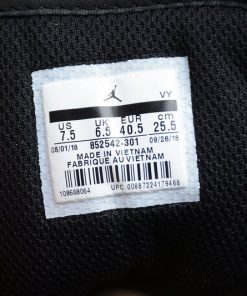 VY
US UK EUR cm
7.5 6.5 40.5 25.5
08/01/18 852542-301 09/26/18
MADE IN VIETNAM
FABRIQUE AU VIETNAM
108668064 UPC 00887224179466